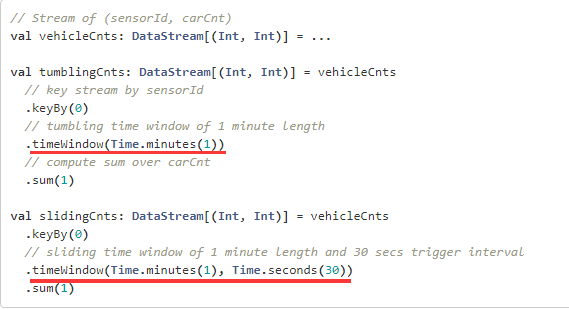 // Stream of (sensorId, carCnt)
val vehicleCnts: DataStream[(Int, Int)] = ...
val tumblingCnts: DataStream[(Int, Int)] = vehicleCnts
// key stream by sensorId
.keyBy(0)
// tumbling time window of 1 minute length
.timeWindow(Time.minutes(1))
// compute sum over carCnt
.sum(1)
val slidingCnts: DataStream[(Int, Int)] = vehicleCnts
.keyBy(0)
// sliding time window of 1 minute length and 30 secs trigger interval
.timeWindow(Time.minutes(1), Time.seconds(30))
.sum(1)